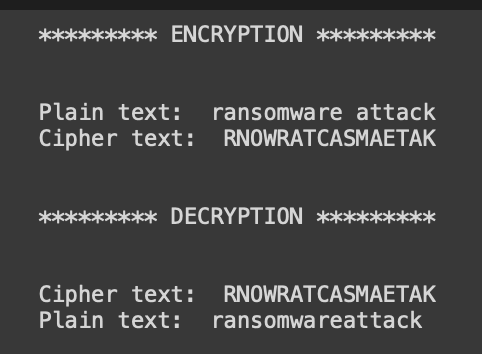 ********* ENCRYPTION *********
Plain text:  ransomware attack
Cipher text:  RNOWRATCASMAETAK
********* DECRYPTION *********
Cipher text:  RNOWRATCASMAETAK
Plain text:  ransomwareattack